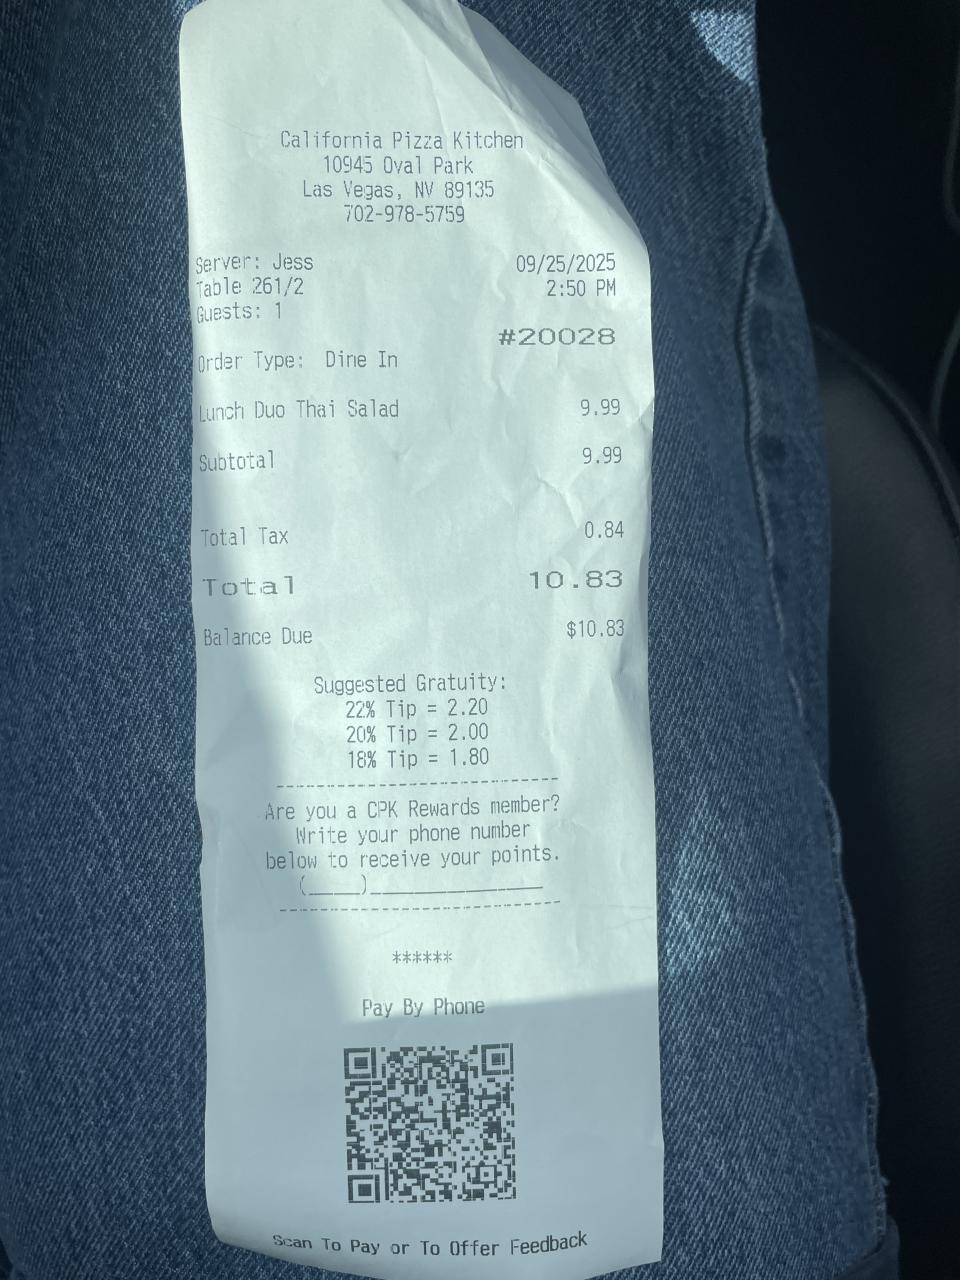 California Pizza Kitchen
10945 Oval Park
Las Vegas, NV 89135
702-978-5759
Server: Jess 09/25/2025
Table 261/2 2:50 PM
Guests: 1
#20028
Order Type: Dine In
Lunch Duo Thai Salad 9.99
Subtotal 9.99
Total Tax 0.84
Total 10.83
Balance Due $10.83
Suggested Gratuity:
22% Tip = 2.20
20% Tip = 2.00
18% Tip = 1.80
--------------------------------
Are you a CPK Rewards member?
Write your phone number
below to receive your points.
(____)______________
--------------------------------
******
Pay By Phone
Scan To Pay or To Offer Feedback